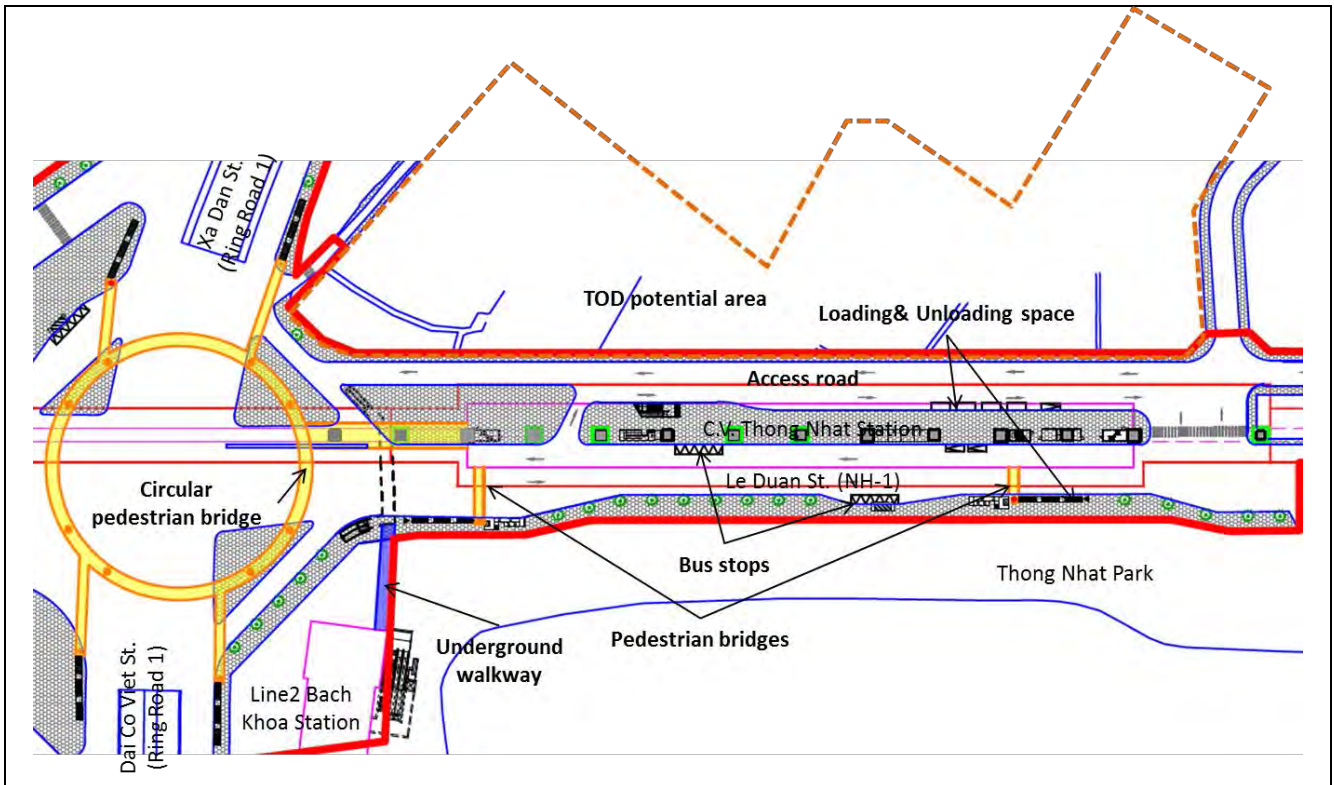 Xa Dan St.
(Ring Road 1)
TOD potential area
Loading& Unloading space
Access road
C.V. Thong Nhat Station
Le Duan St. (NH-1)
Circular
pedestrian bridge
Bus stops
Thong Nhat Park
Pedestrian bridges
Underground
walkway
Line2 Bach
Khoa Station
Dai Co Viet St.
(Ring Road 1)